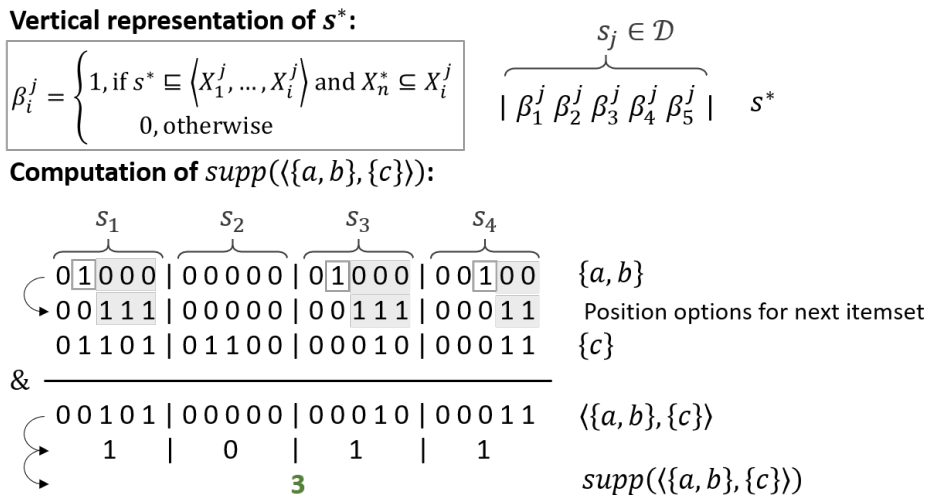 Vertical representation of s*:
β_i^j = { 1, if s* ⊑ ⟨X_1^j, …, X_i^j⟩ and X_n^* ⊆ X_i^j
0, otherwise
s_j ∈ 𝒟
| β_1^j β_2^j β_3^j β_4^j β_5^j | s*
Computation of supp(⟨{a, b}, {c}⟩):
s_1 s_2 s_3 s_4
0 1 0 0 0 | 0 0 0 0 0 | 0 1 0 0 0 | 0 0 1 0 0 {a, b}
0 0 1 1 1 | 0 0 0 0 0 | 0 0 1 1 1 | 0 0 0 1 1 Position options for next itemset
0 1 1 0 1 | 0 1 1 0 0 | 0 0 0 1 0 | 0 0 0 1 1 {c}
&
0 0 1 0 1 | 0 0 0 0 0 | 0 0 0 1 0 | 0 0 0 1 1 ⟨{a, b}, {c}⟩
1 | 0 | 1 | 1
3 supp(⟨{a, b}, {c}⟩)